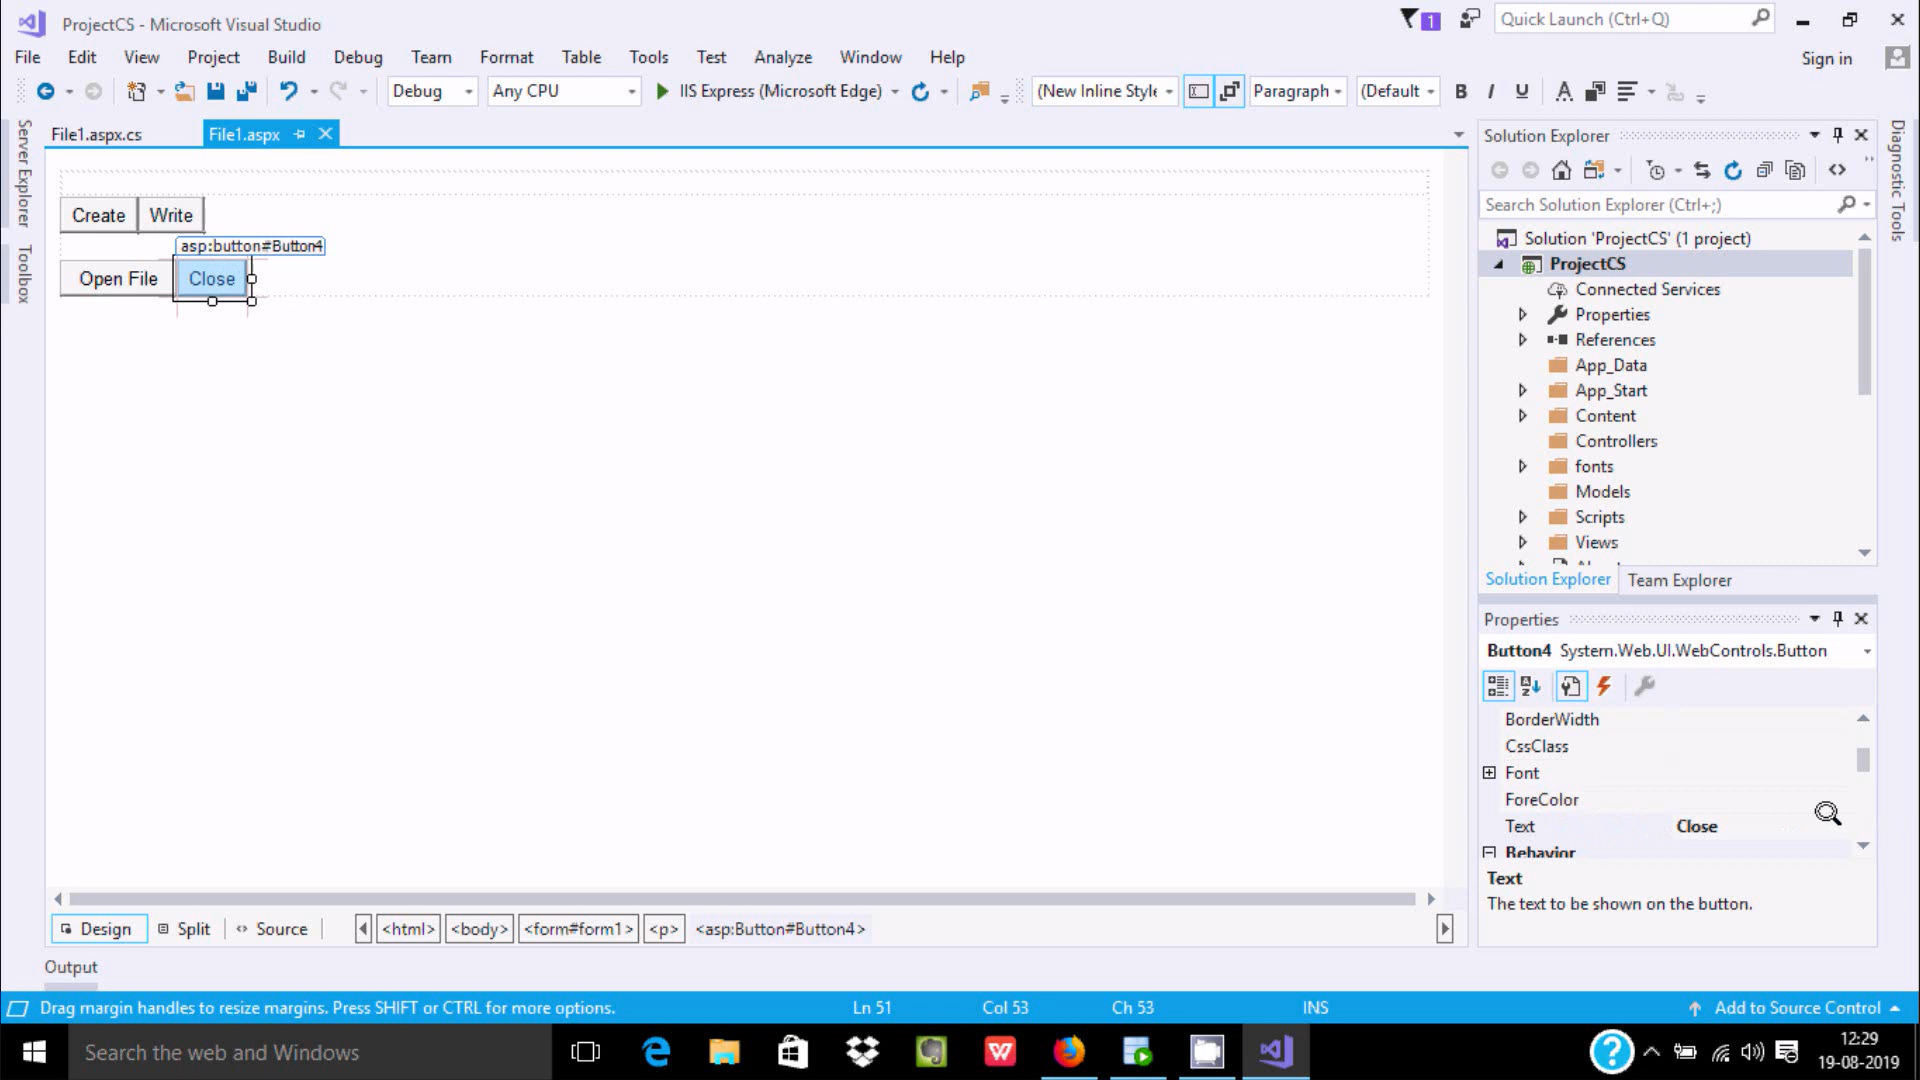 ProjectCS - Microsoft Visual Studio
1
Quick Launch (Ctrl+Q)
File Edit View Project Build Debug Team Format Table Tools Test Analyze Window Help
Sign in
Debug Any CPU IIS Express (Microsoft Edge) (New Inline Style Paragraph (Default B I U A
Server Explorer
Toolbox
File1.aspx.cs File1.aspx
Create Write
asp:button#Button4
Open File Close
Design Split Source <html> <body> <form#form1> <p> <asp:Button#Button4>
Output
Solution Explorer
Search Solution Explorer (Ctrl+;)
Solution 'ProjectCS' (1 project)
ProjectCS
Connected Services
Properties
References
App_Data
App_Start
Content
Controllers
fonts
Models
Scripts
Views
Solution Explorer Team Explorer
Diagnostic Tools
Properties
Button4 System.Web.UI.WebControls.Button
BorderWidth
CssClass
Font
ForeColor
Text Close
Behavior
Text
The text to be shown on the button.
Drag margin handles to resize margins. Press SHIFT or CTRL for more options. Ln 51 Col 53 Ch 53 INS Add to Source Control
Search the web and Windows
12:29
19-08-2019